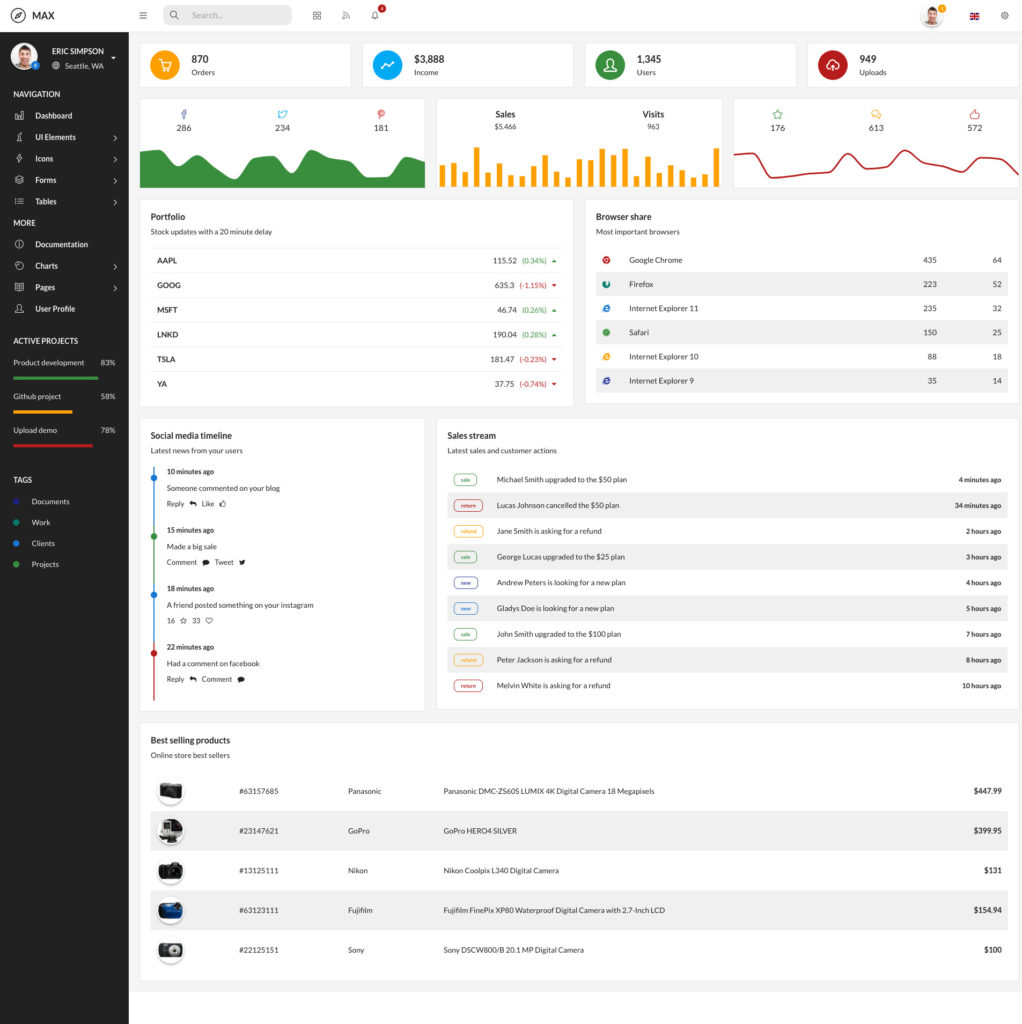 MAX
Search...
4
3
ERIC SIMPSON
Seattle, WA
NAVIGATION
Dashboard
UI Elements
Icons
Forms
Tables
MORE
Documentation
Charts
Pages
User Profile
ACTIVE PROJECTS
Product development 83%
Github project 58%
Upload demo 78%
TAGS
Documents
Work
Clients
Projects
870
Orders
$3,888
Income
1,345
Users
949
Uploads
286 234 181
Sales Visits
$5,466 963
176 613 572
Portfolio
Stock updates with a 20 minute delay
AAPL 115.52 (0.34%)
GOOG 635.3 (-1.15%)
MSFT 46.74 (0.26%)
LNKD 190.04 (0.28%)
TSLA 181.47 (-0.23%)
YA 37.75 (-0.74%)
Browser share
Most important browsers
Google Chrome 435 64
Firefox 223 52
Internet Explorer 11 235 32
Safari 150 25
Internet Explorer 10 88 18
Internet Explorer 9 35 14
Social media timeline
Latest news from your users
10 minutes ago
Someone commented on your blog
Reply Like
15 minutes ago
Made a big sale
Comment Tweet
18 minutes ago
A friend posted something on your instagram
16 33
22 minutes ago
Had a comment on facebook
Reply Comment
Sales stream
Latest sales and customer actions
sale Michael Smith upgraded to the $50 plan 4 minutes ago
return Lucas Johnson cancelled the $50 plan 34 minutes ago
refund Jane Smith is asking for a refund 2 hours ago
sale George Lucas upgraded to the $25 plan 3 hours ago
new Andrew Peters is looking for a new plan 4 hours ago
new Gladys Doe is looking for a new plan 5 hours ago
sale John Smith upgraded to the $100 plan 7 hours ago
refund Peter Jackson is asking for a refund 8 hours ago
return Melvin White is asking for a refund 10 hours ago
Best selling products
Online store best sellers
#63157685 Panasonic Panasonic DMC-ZS60S LUMIX 4K Digital Camera 18 Megapixels $447.99
#23147621 GoPro GoPro HERO4 SILVER $399.95
#13125111 Nikon Nikon Coolpix L340 Digital Camera $131
#63123111 Fujifilm Fujifilm FinePix XP80 Waterproof Digital Camera with 2.7-Inch LCD $154.94
#22125151 Sony Sony DSCW800/B 20.1 MP Digital Camera $100